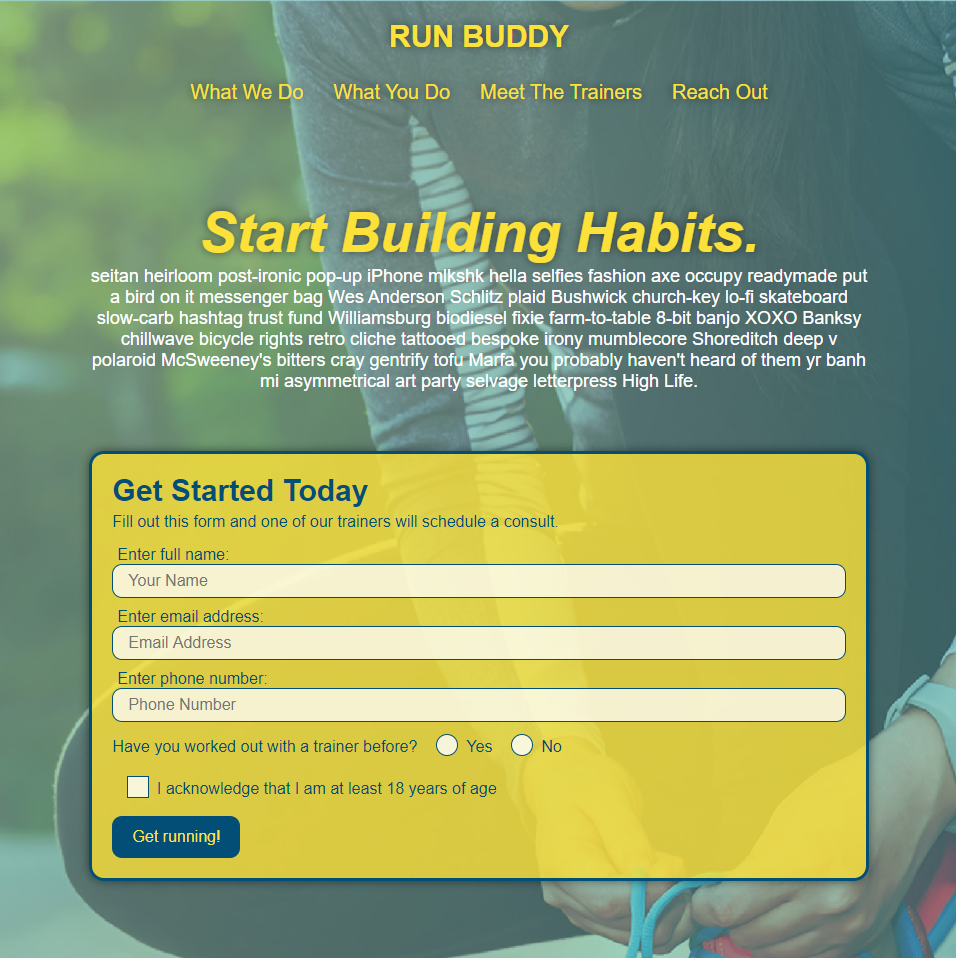 RUN BUDDY
What We Do What You Do Meet The Trainers Reach Out
Start Building Habits.
seitan heirloom post-ironic pop-up iPhone mlkshk hella selfies fashion axe occupy readymade put
a bird on it messenger bag Wes Anderson Schlitz plaid Bushwick church-key lo-fi skateboard
slow-carb hashtag trust fund Williamsburg biodiesel fixie farm-to-table 8-bit banjo XOXO Banksy
chillwave bicycle rights retro cliche tattooed bespoke irony mumblecore Shoreditch deep v
polaroid McSweeney's bitters cray gentrify tofu Marfa you probably haven't heard of them yr banh
mi asymmetrical art party selvage letterpress High Life.
Get Started Today
Fill out this form and one of our trainers will schedule a consult.
Enter full name:
Your Name
Enter email address:
Email Address
Enter phone number:
Phone Number
Have you worked out with a trainer before? Yes No
I acknowledge that I am at least 18 years of age
Get running!